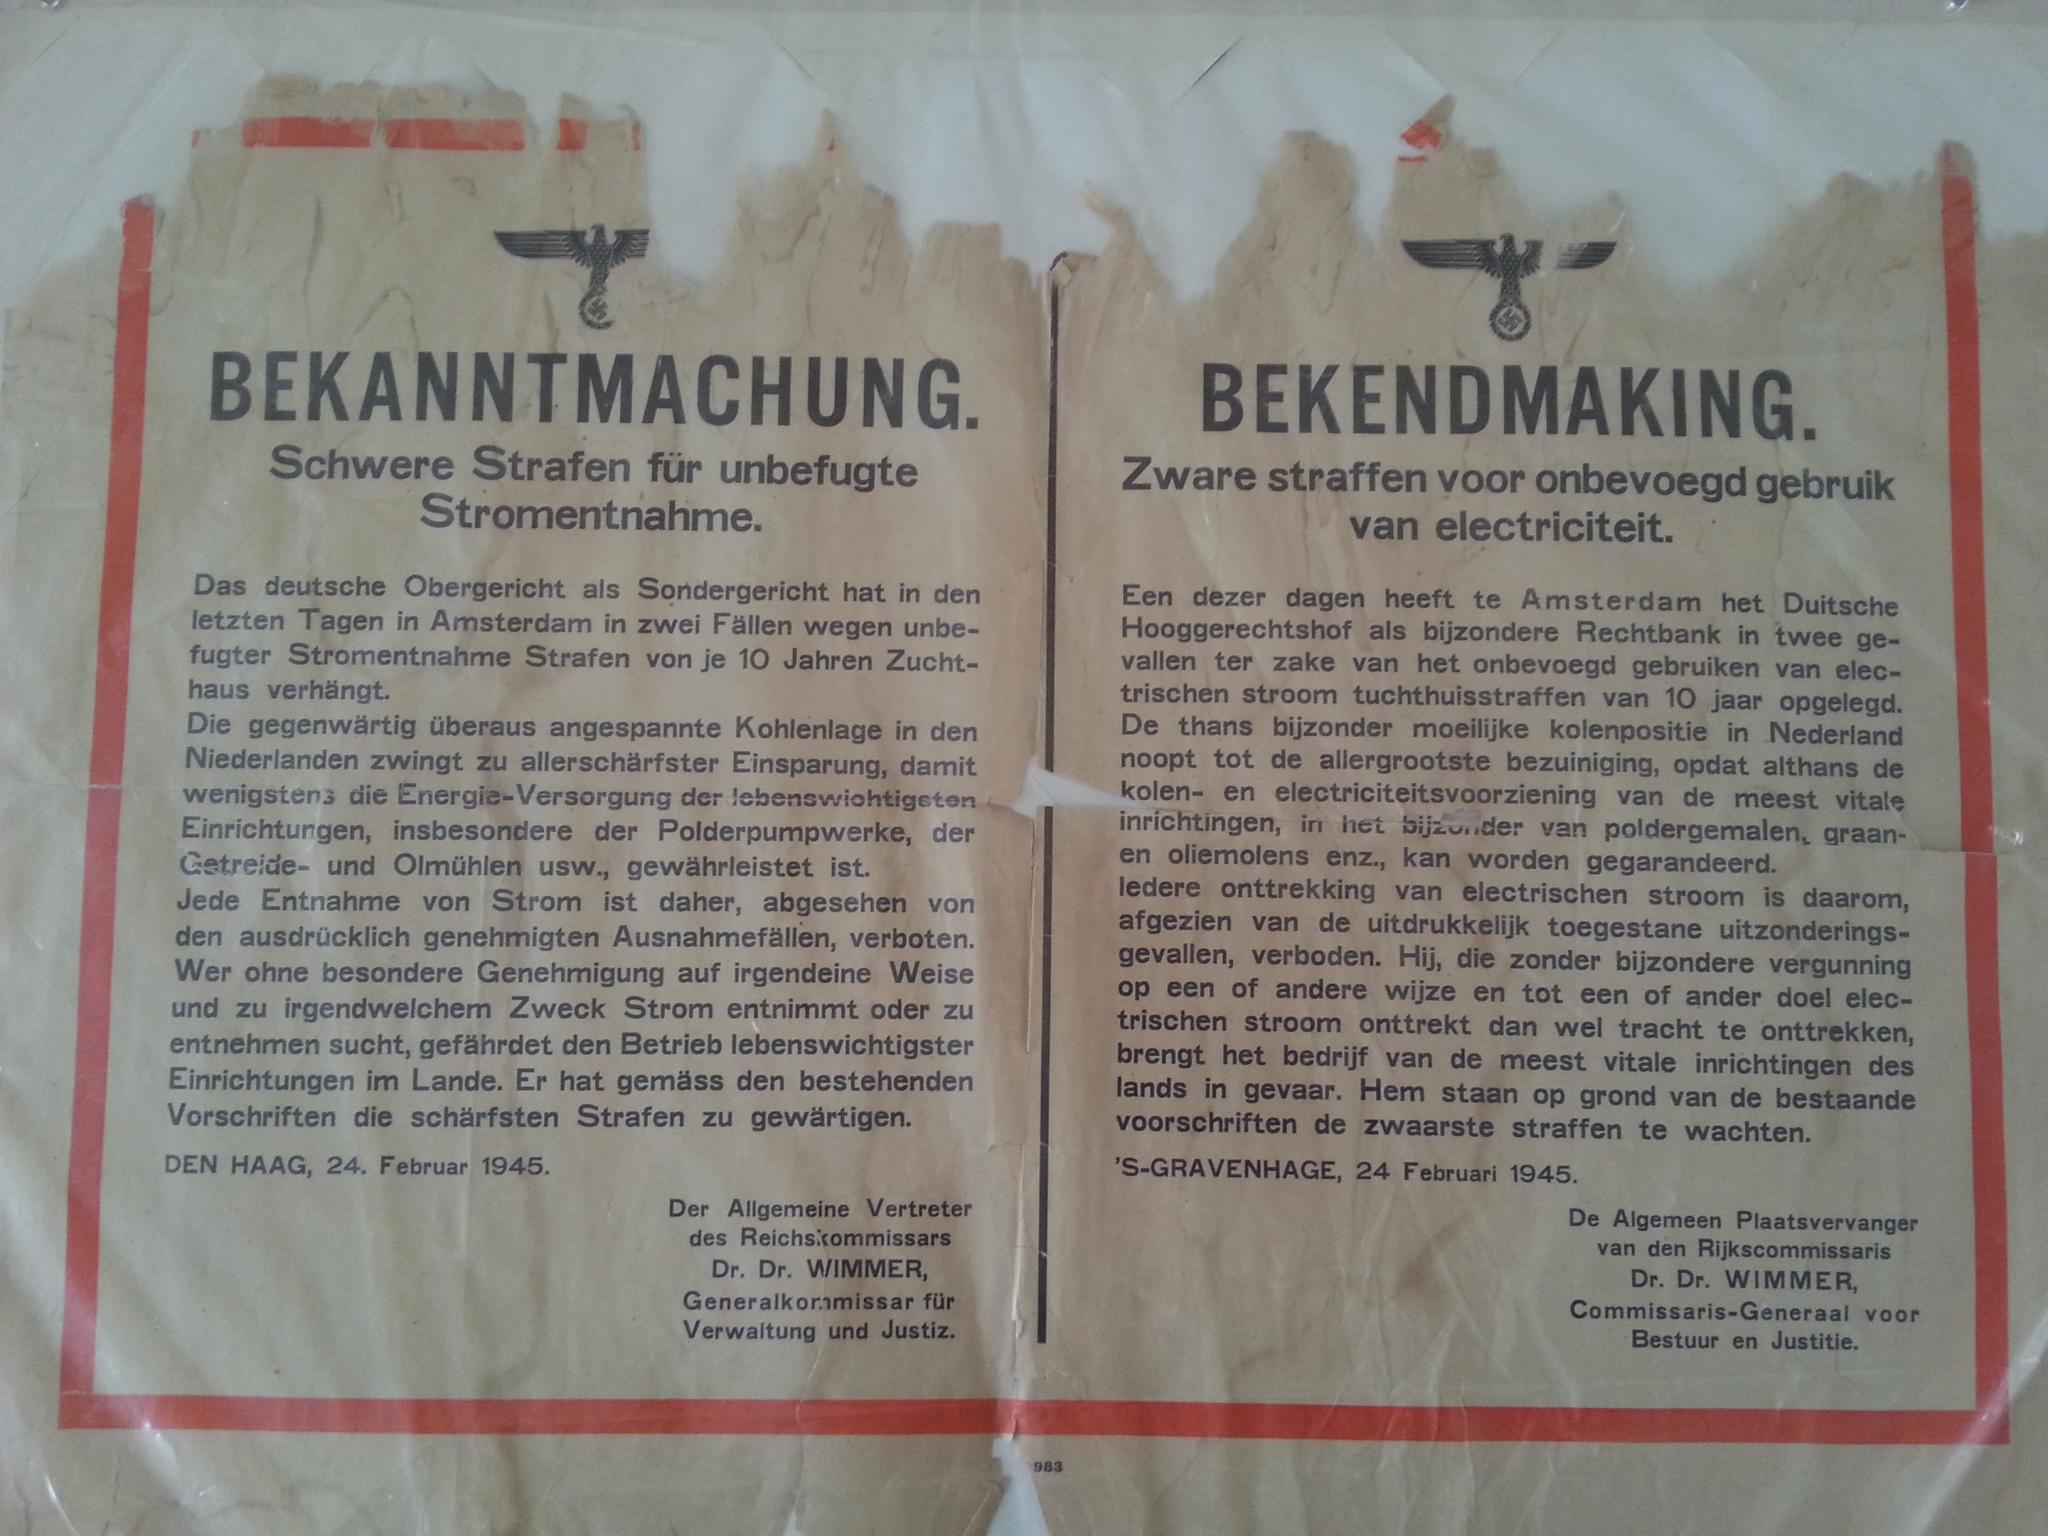 BEKANNTMACHUNG.
Schwere Strafen für unbefugte
Stromentnahme.
Das deutsche Obergericht als Sondergericht hat in den
letzten Tagen in Amsterdam in zwei Fällen wegen unbe-
fugter Stromentnahme Strafen von je 10 Jahren Zucht-
haus verhängt.
Die gegenwärtig überaus angespannte Kohlenlage in den
Niederlanden zwingt zu allerschärfster Einsparung, damit
wenigstens die Energie-Versorgung der lebenswichtigsten
Einrichtungen, insbesondere der Polderpumpwerke, der
Getreide- und Olmühlen usw., gewährleistet ist.
Jede Entnahme von Strom ist daher, abgesehen von
den ausdrücklich genehmigten Ausnahmefällen, verboten.
Wer ohne besondere Genehmigung auf irgendeine Weise
und zu irgendwelchem Zweck Strom entnimmt oder zu
entnehmen sucht, gefährdet den Betrieb lebenswichtigster
Einrichtungen im Lande. Er hat gemäss den bestehenden
Vorschriften die schärfsten Strafen zu gewärtigen.
DEN HAAG, 24. Februar 1945.
Der Allgemeine Vertreter
des Reichskommissars
Dr. Dr. WIMMER,
Generalkommissar für
Verwaltung und Justiz.
BEKENDMAKING.
Zware straffen voor onbevoegd gebruik
van electriciteit.
Een dezer dagen heeft te Amsterdam het Duitsche
Hooggerechtshof als bijzondere Rechtbank in twee ge-
vallen ter zake van het onbevoegd gebruiken van elec-
trischen stroom tuchthuisstraffen van 10 jaar opgelegd.
De thans bijzonder moeilijke kolenpositie in Nederland
noopt tot de allergrootste bezuiniging, opdat althans de
kolen- en electriciteitsvoorziening van de meest vitale
inrichtingen, in het bijzonder van poldergemalen, graan-
en oliemolens enz., kan worden gegarandeerd.
Iedere onttrekking van electrischen stroom is daarom,
afgezien van de uitdrukkelijk toegestane uitzonderings-
gevallen, verboden. Hij, die zonder bijzondere vergunning
op een of andere wijze en tot een of ander doel elec-
trischen stroom onttrekt dan wel tracht te onttrekken,
brengt het bedrijf van de meest vitale inrichtingen des
lands in gevaar. Hem staan op grond van de bestaande
voorschriften de zwaarste straffen te wachten.
'S-GRAVENHAGE, 24 Februari 1945.
De Algemeen Plaatsvervanger
van den Rijkscommissaris
Dr. Dr. WIMMER,
Commissaris-Generaal voor
Bestuur en Justitie.
983